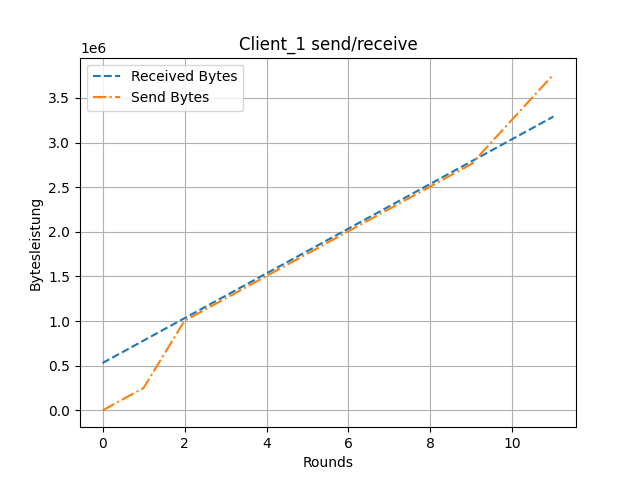 Client_1 send/receive
1e6
Received Bytes
Send Bytes
3.5
3.0
2.5
2.0
1.5
1.0
0.5
0.0
Bytesleistung
0 2 4 6 8 10
Rounds